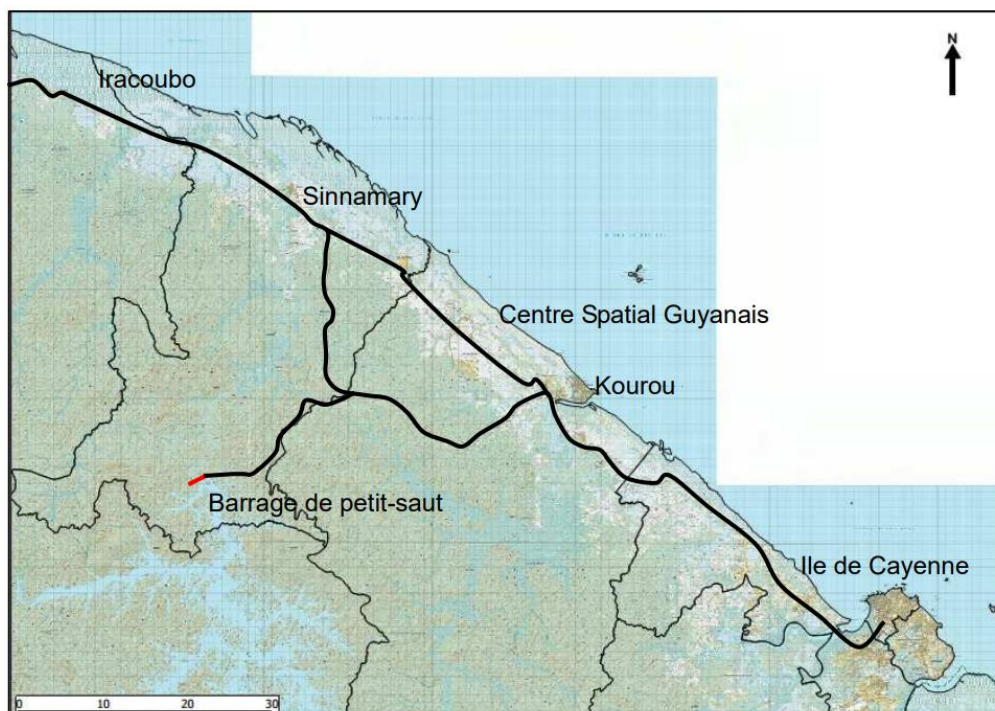 N
Iracoubo
Sinnamary
Centre Spatial Guyanais
Kourou
Barrage de petit-saut
Ile de Cayenne
0 10 20 30